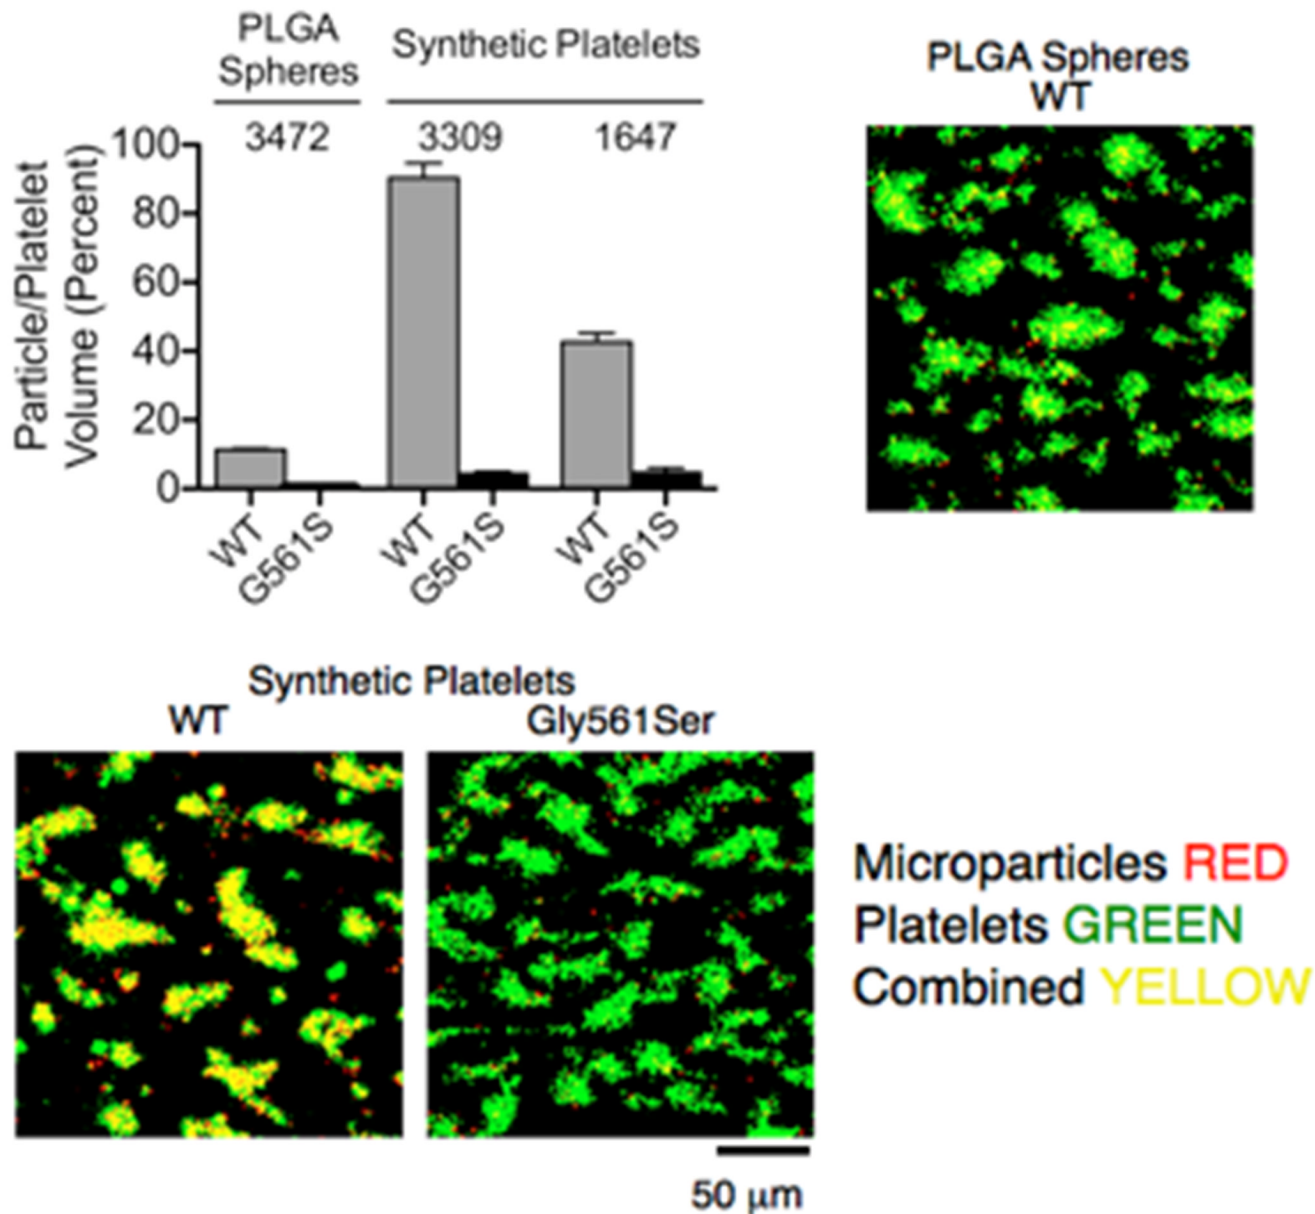 PLGA
Spheres
Synthetic Platelets
3472
3309
1647
Particle/Platelet
Volume (Percent)
100
80
60
40
20
0
WT
G561S
WT
G561S
WT
G561S
PLGA Spheres
WT
Synthetic Platelets
WT
Gly561Ser
Microparticles RED
Platelets GREEN
Combined YELLOW
50 μm